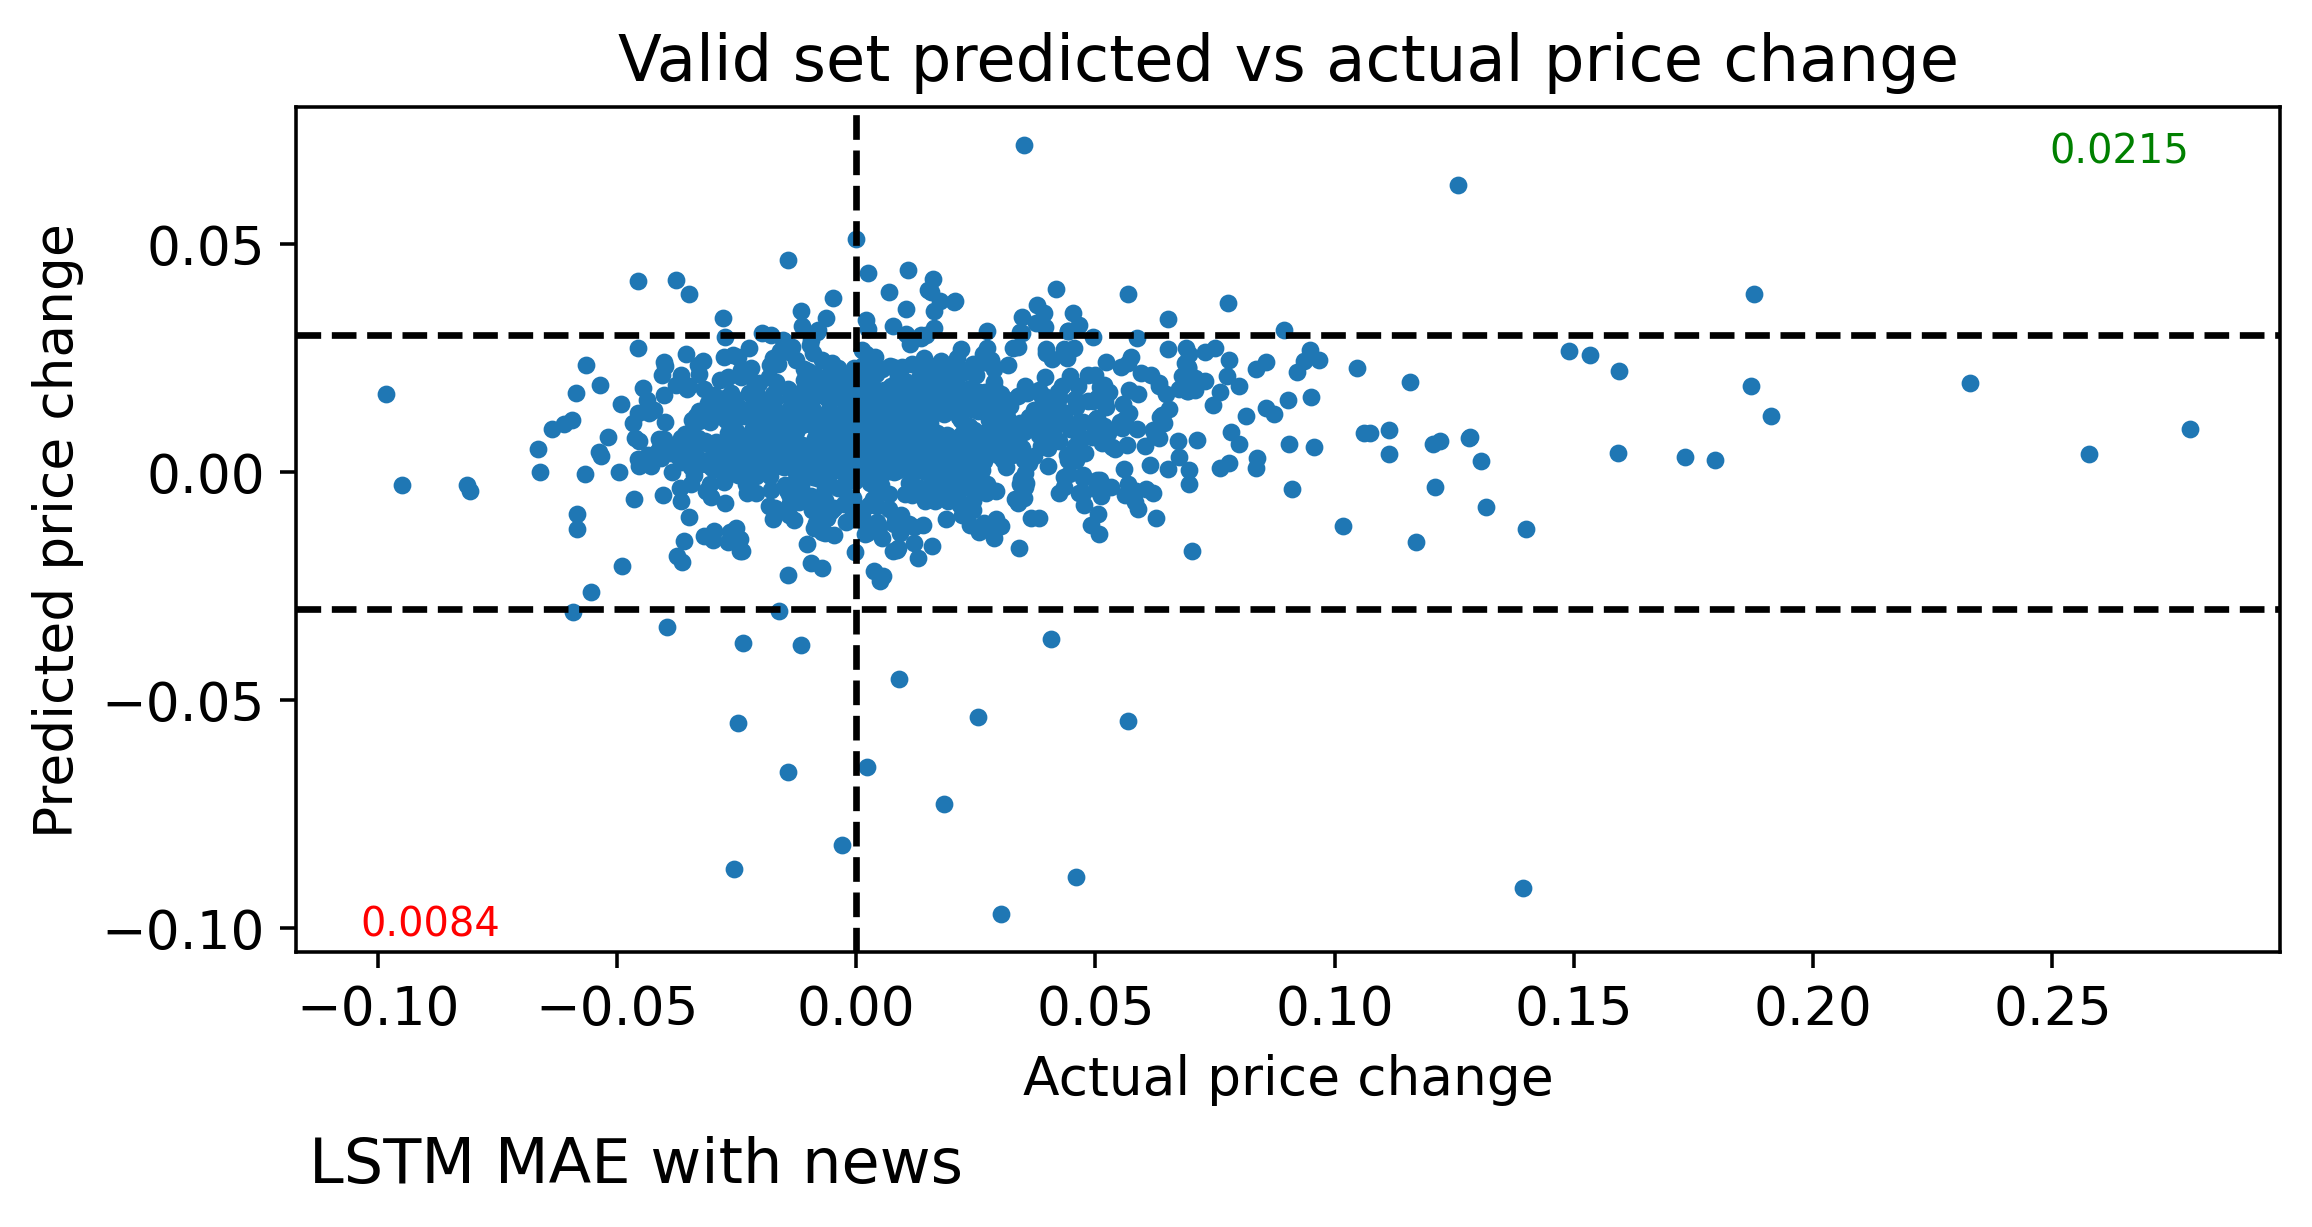 Valid set predicted vs actual price change
0.0215
Predicted price change
0.05
0.00
−0.05
−0.10
0.0084
−0.10 −0.05 0.00 0.05 0.10 0.15 0.20 0.25
Actual price change
LSTM MAE with news